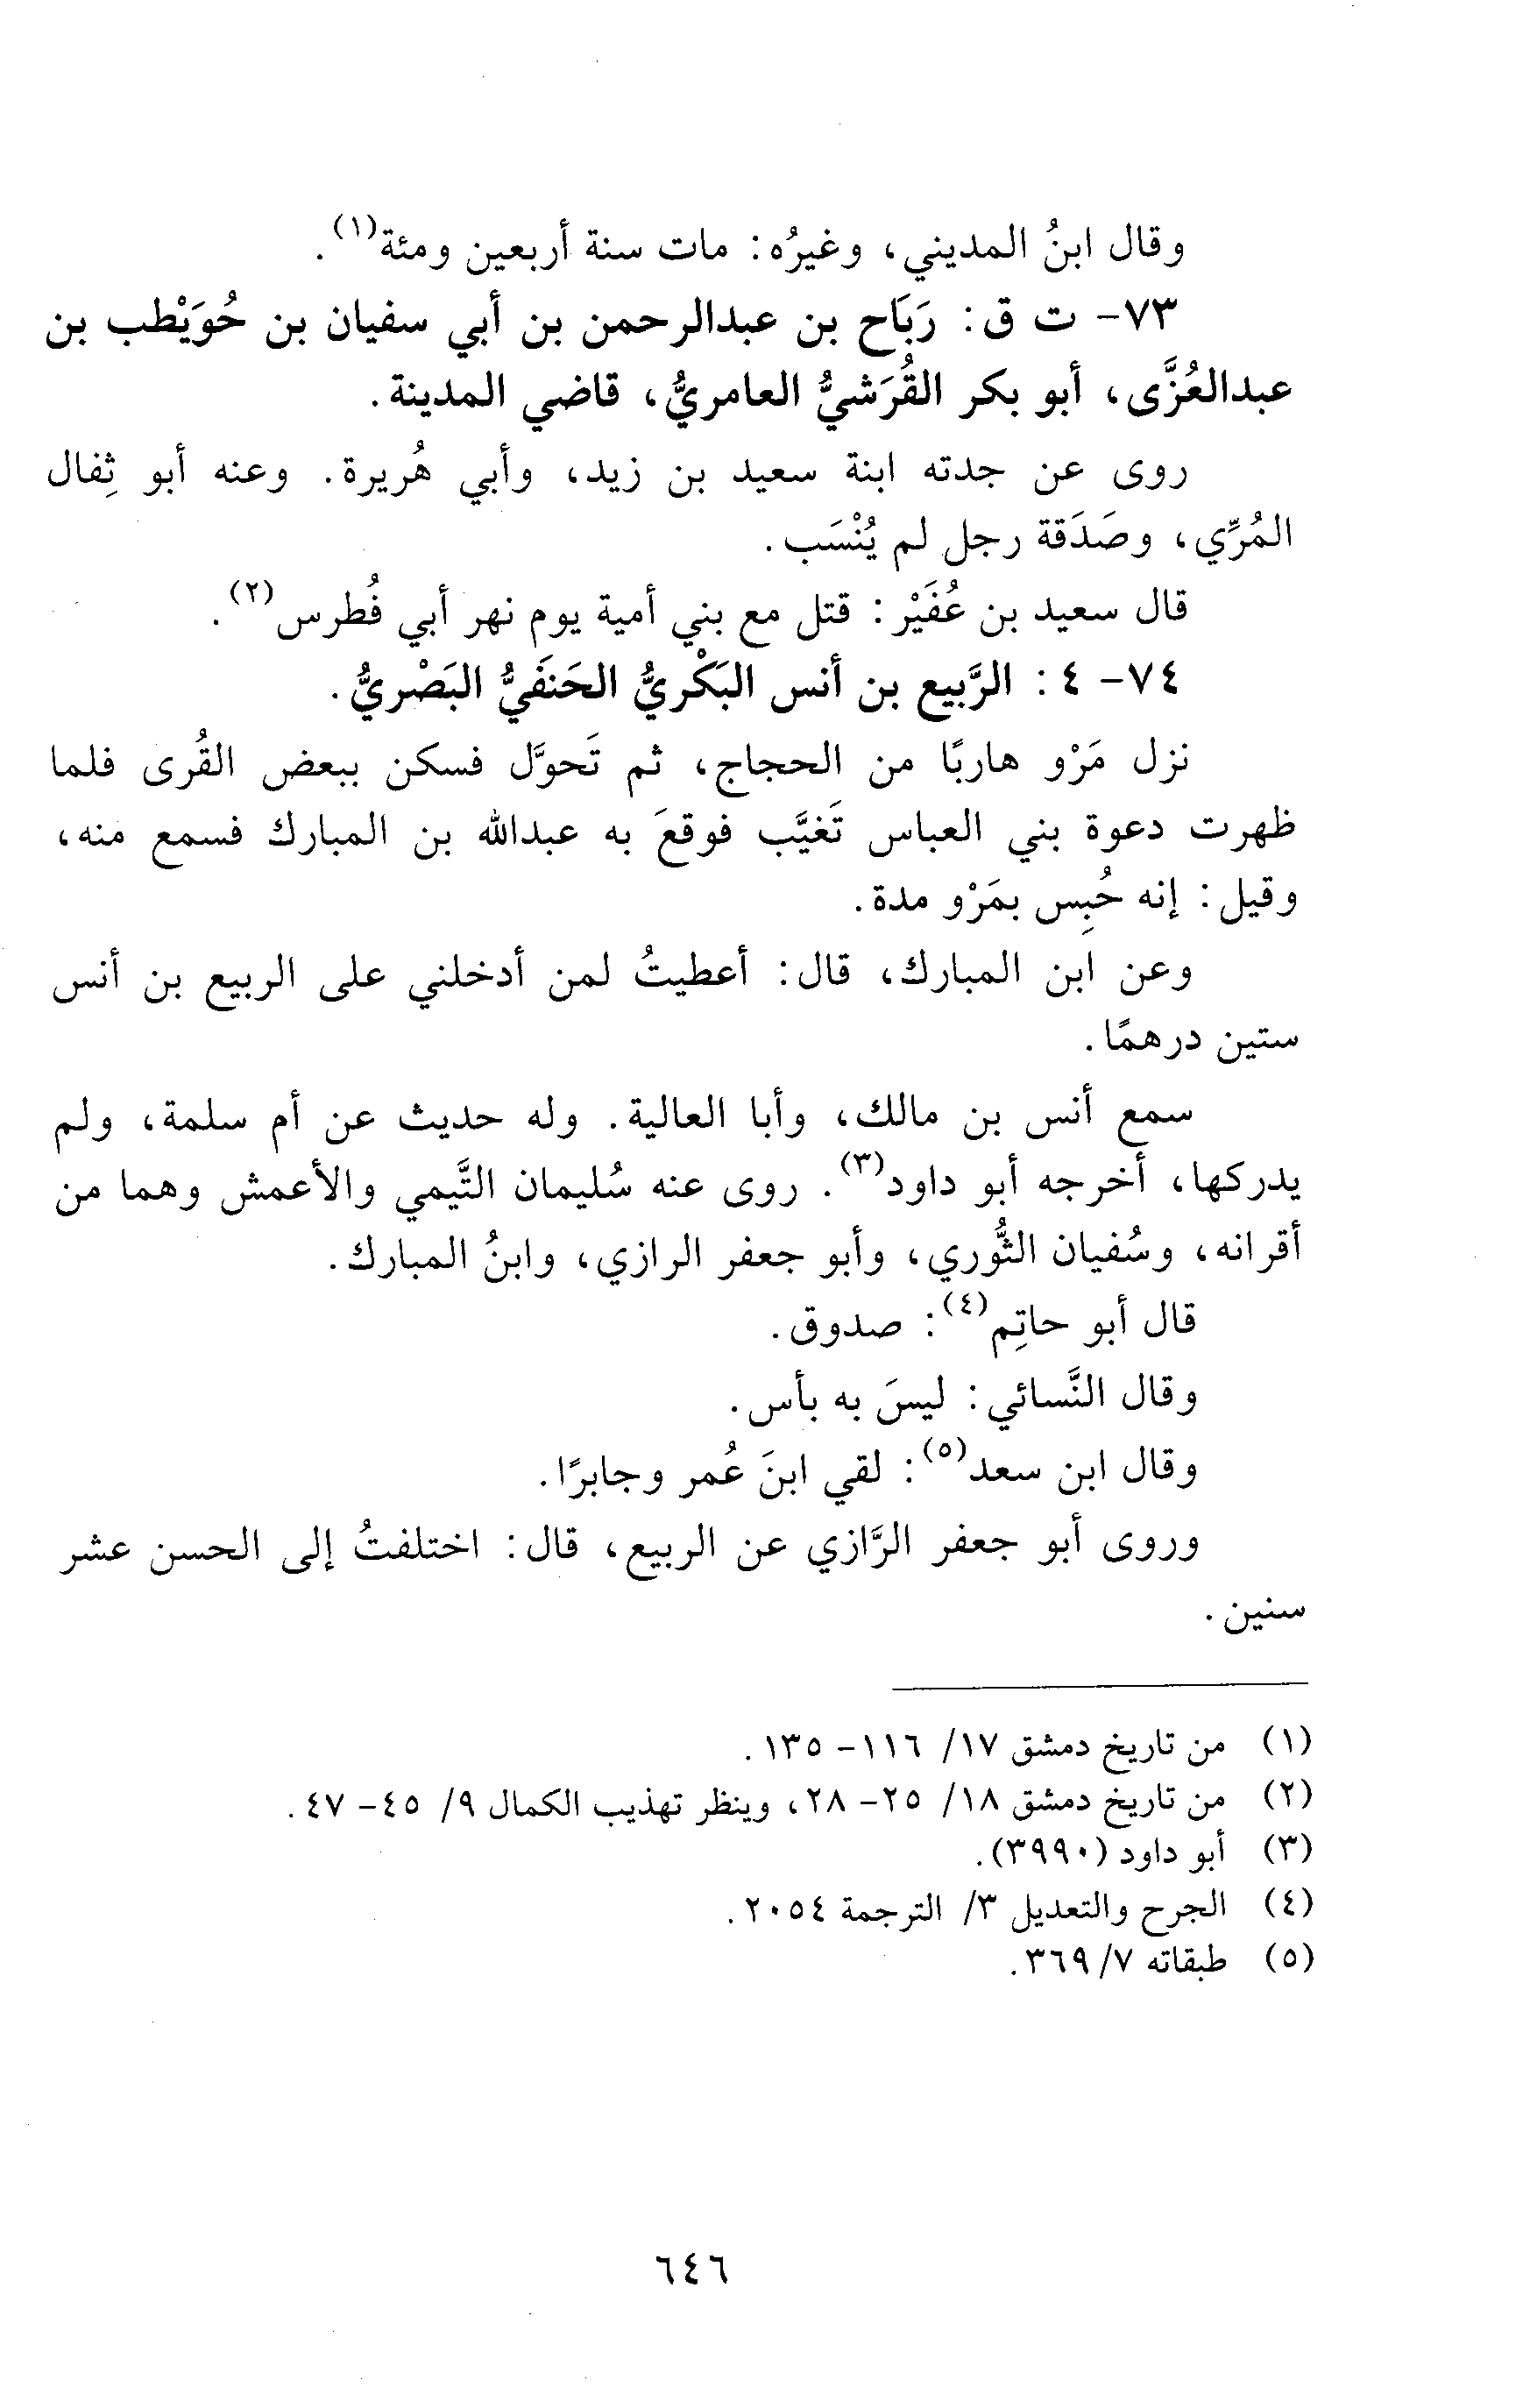 وقال ابنُ المديني، وغيرُه: مات سنة أربعين ومئة(١).
٧٣- ت ق: رَبَاح بن عبدالرحمن بن أبي سفيان بن حُوَيْطب بن
عبدالعُزَّى، أبو بكر القُرَشيُّ العامريُّ، قاضي المدينة.
روى عن جدته ابنة سعيد بن زيد، وأبي هُريرة. وعنه أبو ثِفال
المُرِّي، وصَدَقة رجل لم يُنْسَب.
قال سعيد بن عُفَيْر: قتل مع بني أمية يوم نهر أبي فُطرس(٢).
٧٤- ٤: الرَّبيع بن أنس البَكْريُّ الحَنَفيُّ البَصْريُّ.
نزل مَرْو هاربًا من الحجاج، ثم تَحوَّل فسكن ببعض القُرى فلما
ظهرت دعوة بني العباس تَغيَّب فوقعَ به عبدالله بن المبارك فسمع منه،
وقيل: إنه حُبِس بمَرْو مدة.
وعن ابن المبارك، قال: أعطيتُ لمن أدخلني على الربيع بن أنس
ستين درهمًا.
سمع أنس بن مالك، وأبا العالية. وله حديث عن أم سلمة، ولم
يدركها، أخرجه أبو داود(٣). روى عنه سُليمان التَّيمي والأعمش وهما من
أقرانه، وسُفيان الثُّوري، وأبو جعفر الرازي، وابنُ المبارك.
قال أبو حاتِم(٤): صدوق.
وقال النَّسائي: ليسَ به بأس.
وقال ابن سعد(٥): لقي ابنَ عُمر وجابرًا.
وروى أبو جعفر الرَّازي عن الربيع، قال: اختلفتُ إلى الحسن عشر
سنين.
(١) من تاريخ دمشق ١٧/ ١١٦- ١٣٥.
(٢) من تاريخ دمشق ١٨/ ٢٥- ٢٨، وينظر تهذيب الكمال ٩/ ٤٥- ٤٧.
(٣) أبو داود (٣٩٩٠).
(٤) الجرح والتعديل ٣/ الترجمة ٢٠٥٤.
(٥) طبقاته ٧/ ٣٦٩.
٦٤٦